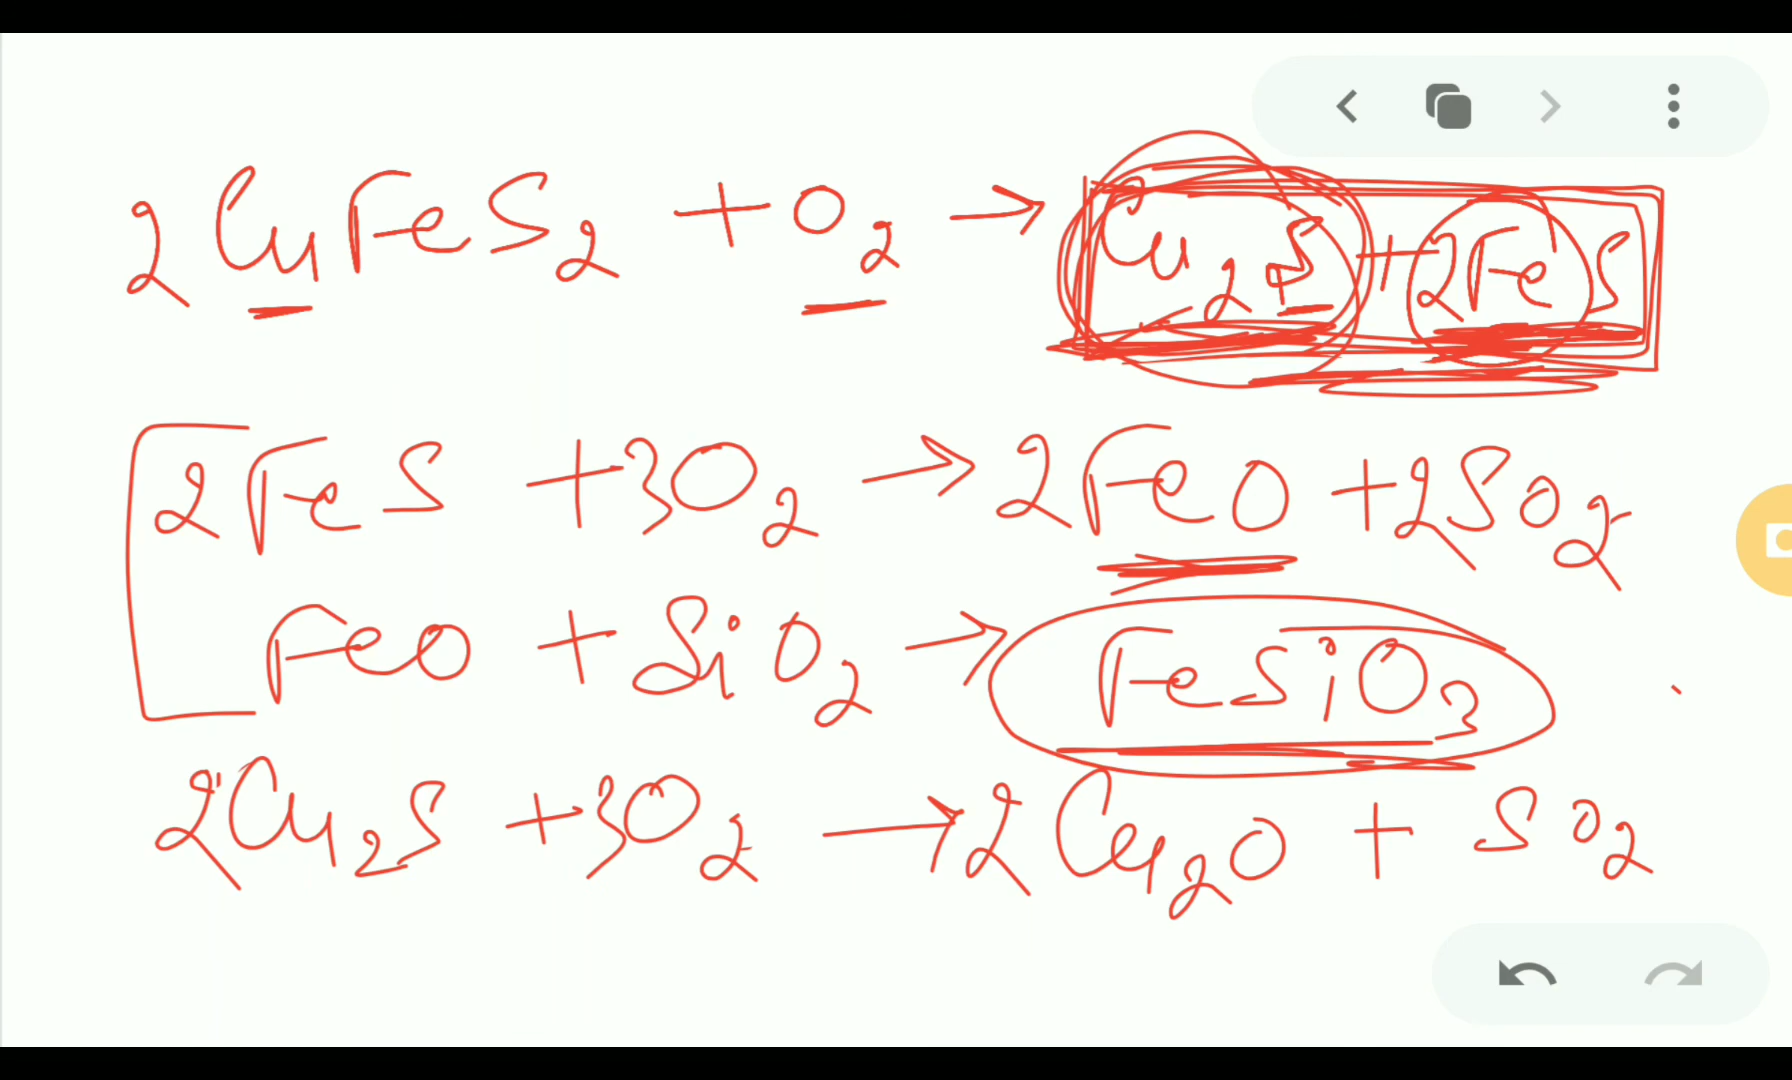 2CuFeS₂ + O₂ → Cu₂S + 2FeS
2FeS + 3O₂ → 2FeO + 2SO₂
FeO + SiO₂ → FeSiO₃
2Cu₂S + 3O₂ → 2Cu₂O + SO₂